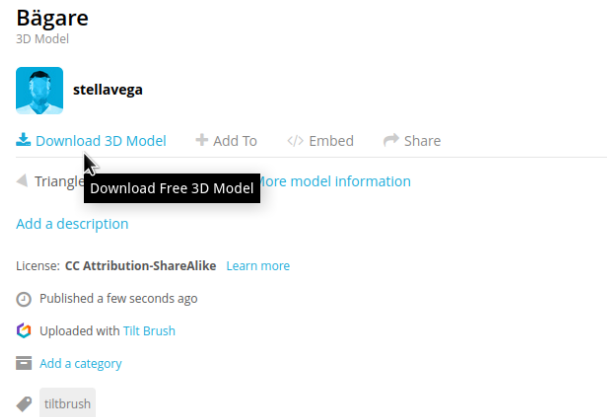 Bägare
3D Model
stellavega
Download 3D Model Add To </> Embed Share
Triangle More model information
Download Free 3D Model
Add a description
License: CC Attribution-ShareAlike Learn more
Published a few seconds ago
Uploaded with Tilt Brush
Add a category
tiltbrush